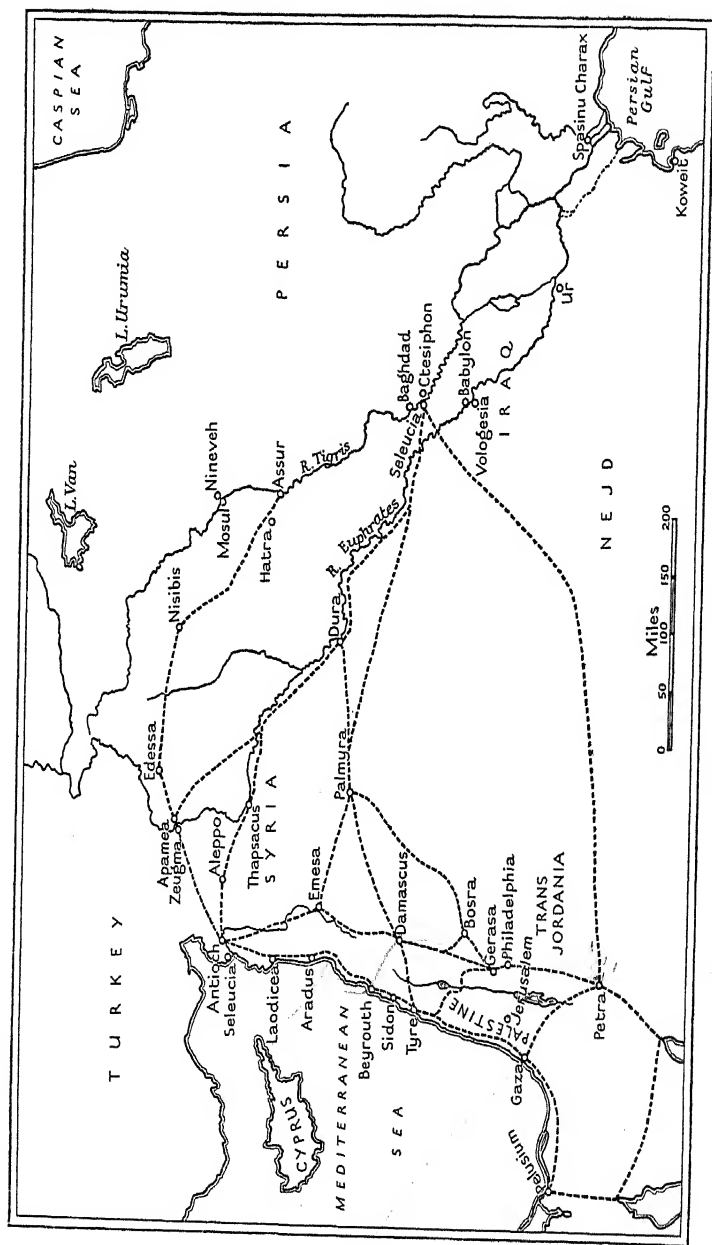 CASPIAN
SEA
L. Urumia
L. Van
TURKEY
PERSIA
Edessa
Nisibis
Mosul
Nineveh
Hatra
Assur
R. Tigris
Apamea
Zeugma
Antioch
Seleucia
Aleppo
Thapsacus
SYRIA
Laodicea
Aradus
Emesa
CYPRUS
MEDITERRANEAN
SEA
Palmyra
Dura
R. Euphrates
Seleucia
Baghdad
Ctesiphon
Babylon
Vologesia
IRAQ
Ur
Spasinu Charax
Persian
Gulf
Koweit
Beyrouth
Sidon
Tyre
Damascus
Bosra
Gerasa
Philadelphia
TRANS
JORDANIA
Jerusalem
PALESTINE
Gaza
Petra
Pelusium
NEJD
0 50 100 150 200
Miles